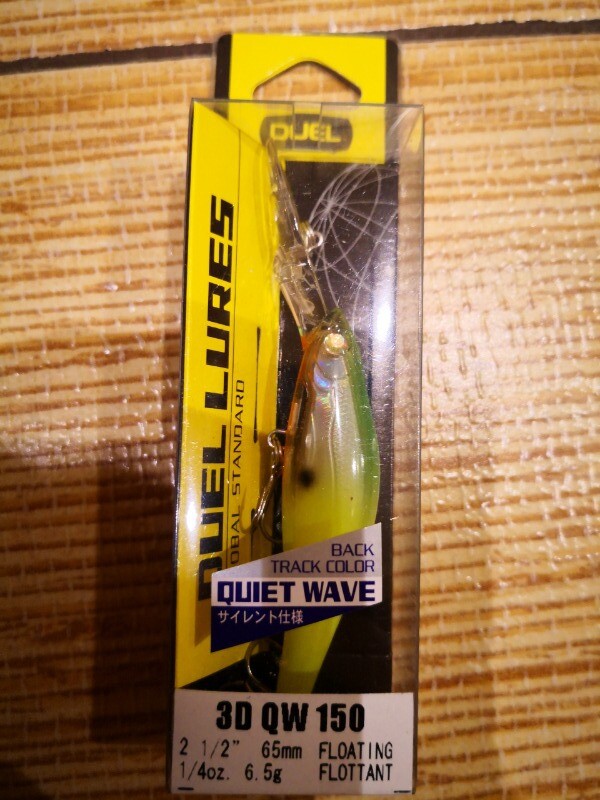 DUEL
DUEL LURES
OBAL STANDARD
BACK
TRACK COLOR
QUIET WAVE
サイレント仕様
3D QW 150
2 1/2" 65mm FLOATING
1/4oz. 6.5g FLOTTANT